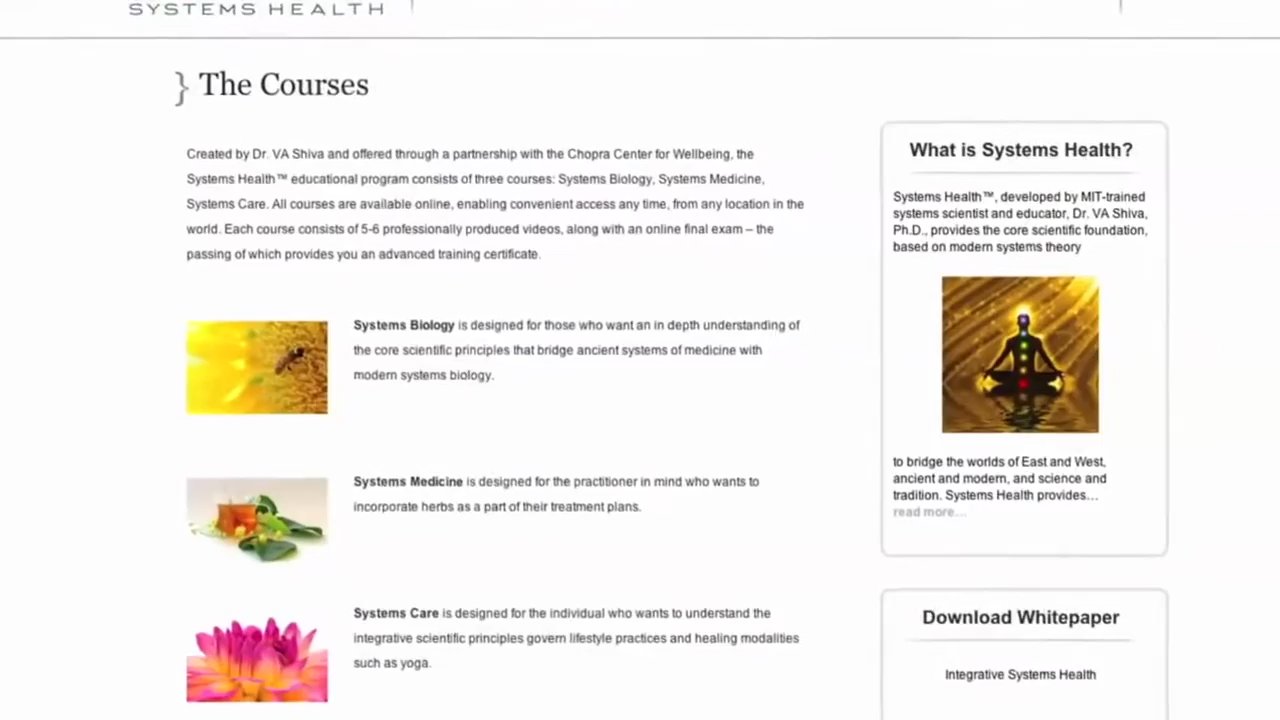 SYSTEMS HEALTH
} The Courses
Created by Dr. VA Shiva and offered through a partnership with the Chopra Center for Wellbeing, the
Systems Health™ educational program consists of three courses: Systems Biology, Systems Medicine,
Systems Care. All courses are available online, enabling convenient access any time, from any location in the
world. Each course consists of 5-6 professionally produced videos, along with an online final exam – the
passing of which provides you an advanced training certificate.
Systems Biology is designed for those who want an in depth understanding of
the core scientific principles that bridge ancient systems of medicine with
modern systems biology.
Systems Medicine is designed for the practitioner in mind who wants to
incorporate herbs as a part of their treatment plans.
Systems Care is designed for the individual who wants to understand the
integrative scientific principles govern lifestyle practices and healing modalities
such as yoga.
What is Systems Health?
Systems Health™, developed by MIT-trained
systems scientist and educator, Dr. VA Shiva,
Ph.D., provides the core scientific foundation,
based on modern systems theory
to bridge the worlds of East and West,
ancient and modern, and science and
tradition. Systems Health provides...
read more...
Download Whitepaper
Integrative Systems Health